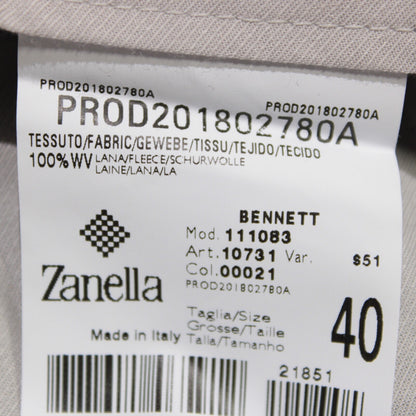 PROD201802780A PROD201802780A
PROD201802780A
TESSUTO/FABRIC/GEWEBE/TISSU/TEJIDO/TECIDO
100%WV LANA/FLEECE/SCHURWOLLE
LAINE/LANA/LA
BENNETT
Mod. 111083
Art. 10731 Var. $51
Col. 00021
PROD201802780A
Zanella
Made in Italy
Taglia/Size
Grosse/Taille
Talla/Tamanho
40
21851